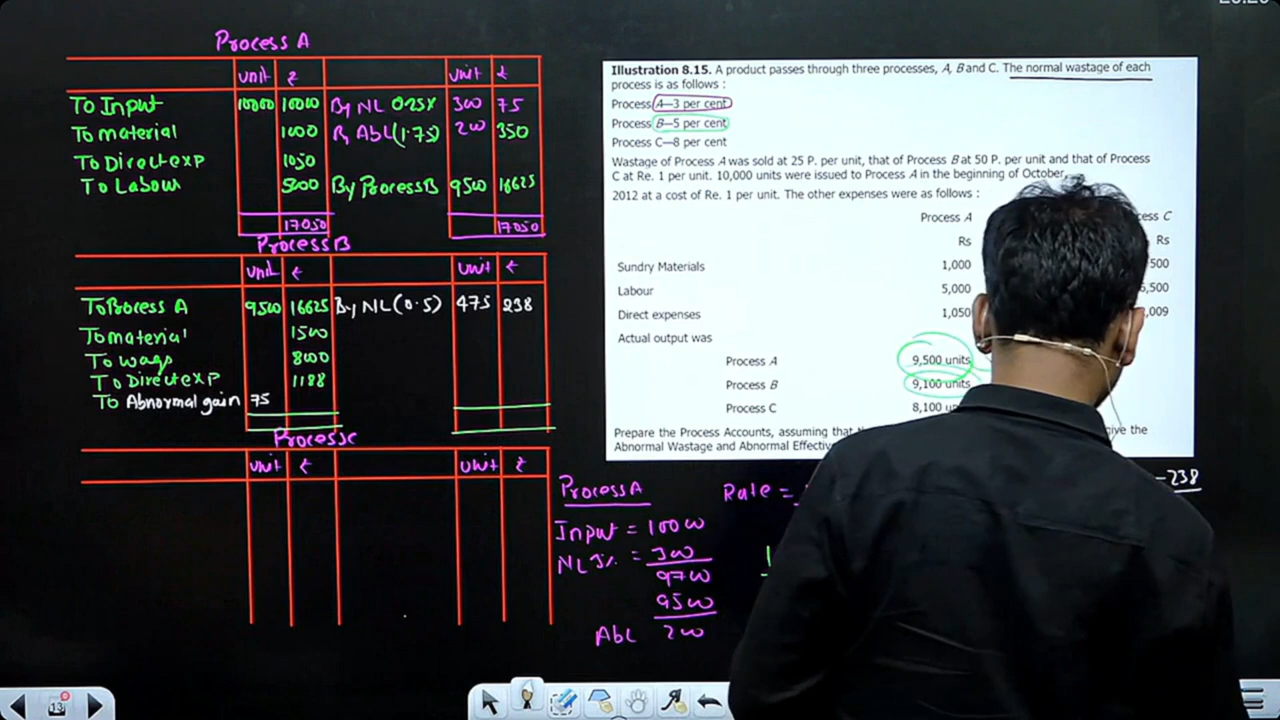 Process A
unit ₹ unit ₹
To Input 10000 10000 By NL 0.25x 300 75
To material 1000 By AbL (1.75) 200 350
To Direct exp 1050
To Labour 5000 By Process B 9500 16625
17050 17050
Process B
unit ₹ unit ₹
To Process A 9500 16625 By NL (0.5) 475 238
To material 1500
To wags 8000
To Direct exp 1188
To Abnormal gain 75
Process C
unit ₹ unit ₹
Illustration 8.15. A product passes through three processes, A, B and C. The normal wastage of each
process is as follows :
Process A—3 per cent
Process B—5 per cent
Process C—8 per cent
Wastage of Process A was sold at 25 P. per unit, that of Process B at 50 P. per unit and that of Process
C at Re. 1 per unit. 10,000 units were issued to Process A in the beginning of October,
2012 at a cost of Re. 1 per unit. The other expenses were as follows :
Process A C
Rs Rs
Sundry Materials 1,000 500
Labour 5,000 ,500
Direct expenses 1,050 ,009
Actual output was
Process A 9,500 units
Process B 9,100 units
Process C 8,100
Prepare the Process Accounts, assuming that give the
Abnormal Wastage and Abnormal
Process A
Input = 10000
NL 3% = 300
9700
9500
AbL 200
Rate =
-238
13